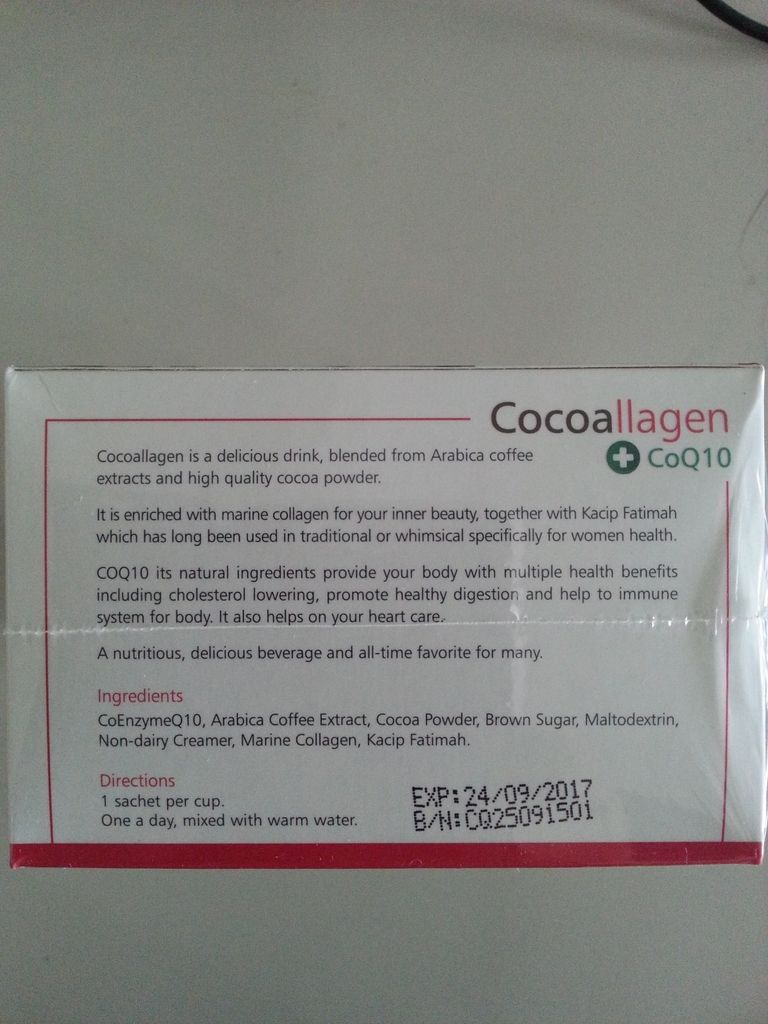 Cocoallagen
+ CoQ10
Cocoallagen is a delicious drink, blended from Arabica coffee
extracts and high quality cocoa powder.
It is enriched with marine collagen for your inner beauty, together with Kacip Fatimah
which has long been used in traditional or whimsical specifically for women health.
COQ10 its natural ingredients provide your body with multiple health benefits
including cholesterol lowering, promote healthy digestion and help to immune
system for body. It also helps on your heart care.
A nutritious, delicious beverage and all-time favorite for many.
Ingredients
CoEnzymeQ10, Arabica Coffee Extract, Cocoa Powder, Brown Sugar, Maltodextrin,
Non-dairy Creamer, Marine Collagen, Kacip Fatimah.
Directions
1 sachet per cup.
One a day, mixed with warm water.
EXP:24/09/2017
B/N:CQ25091501